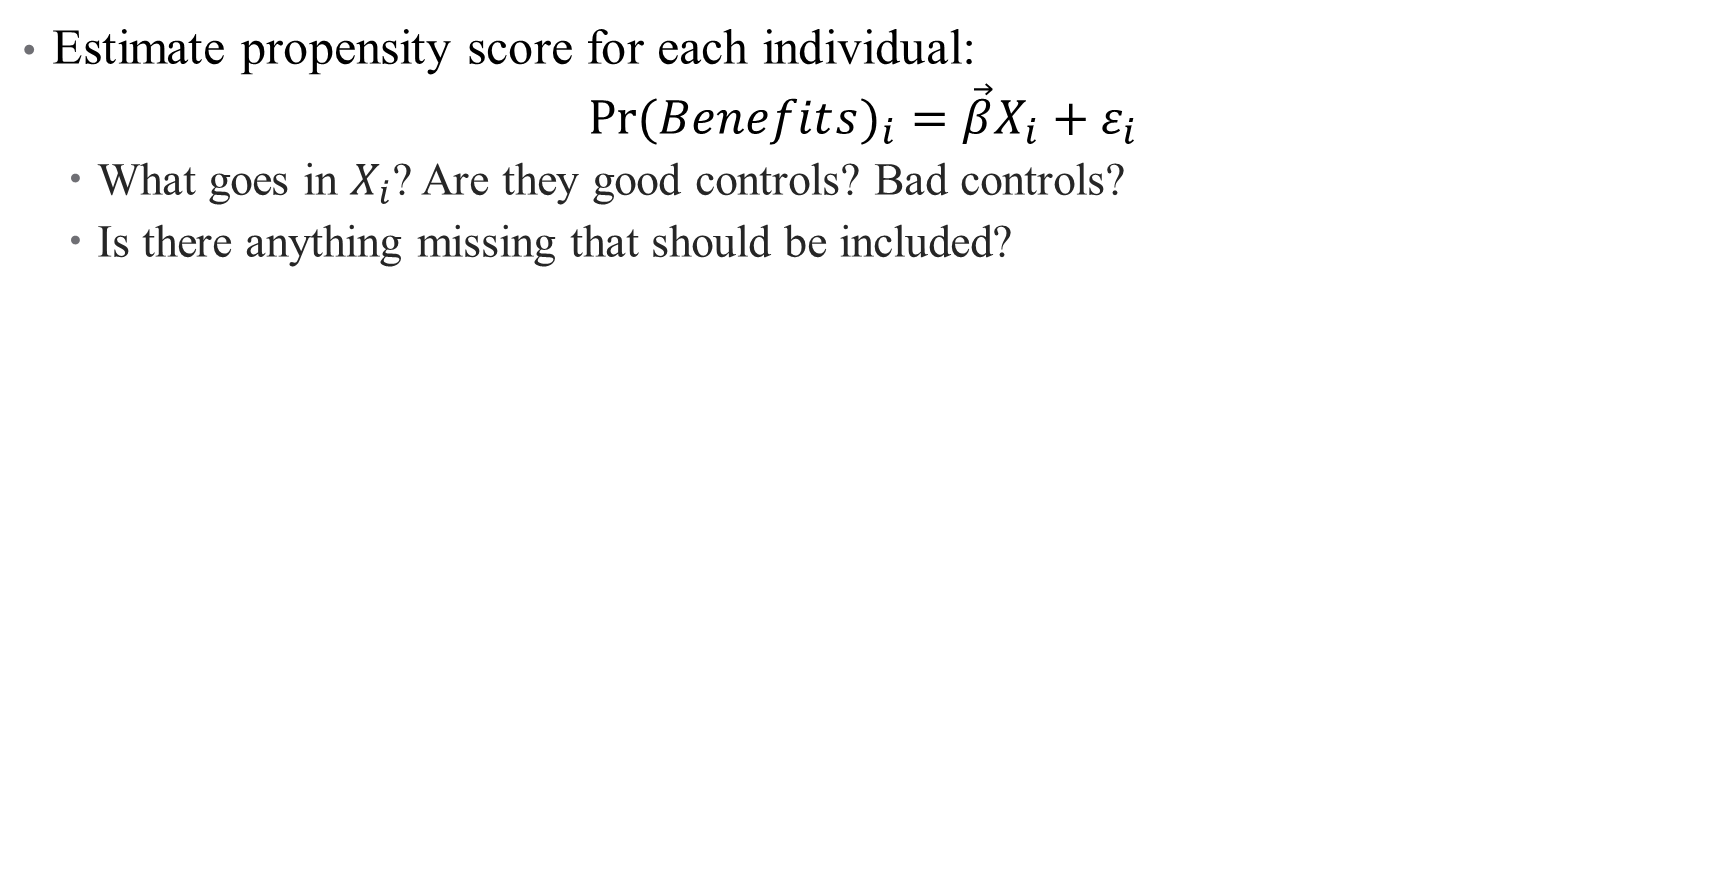 • Estimate propensity score for each individual:
Pr(Benefits)ᵢ = β⃗Xᵢ + εᵢ
• What goes in Xᵢ? Are they good controls? Bad controls?
• Is there anything missing that should be included?